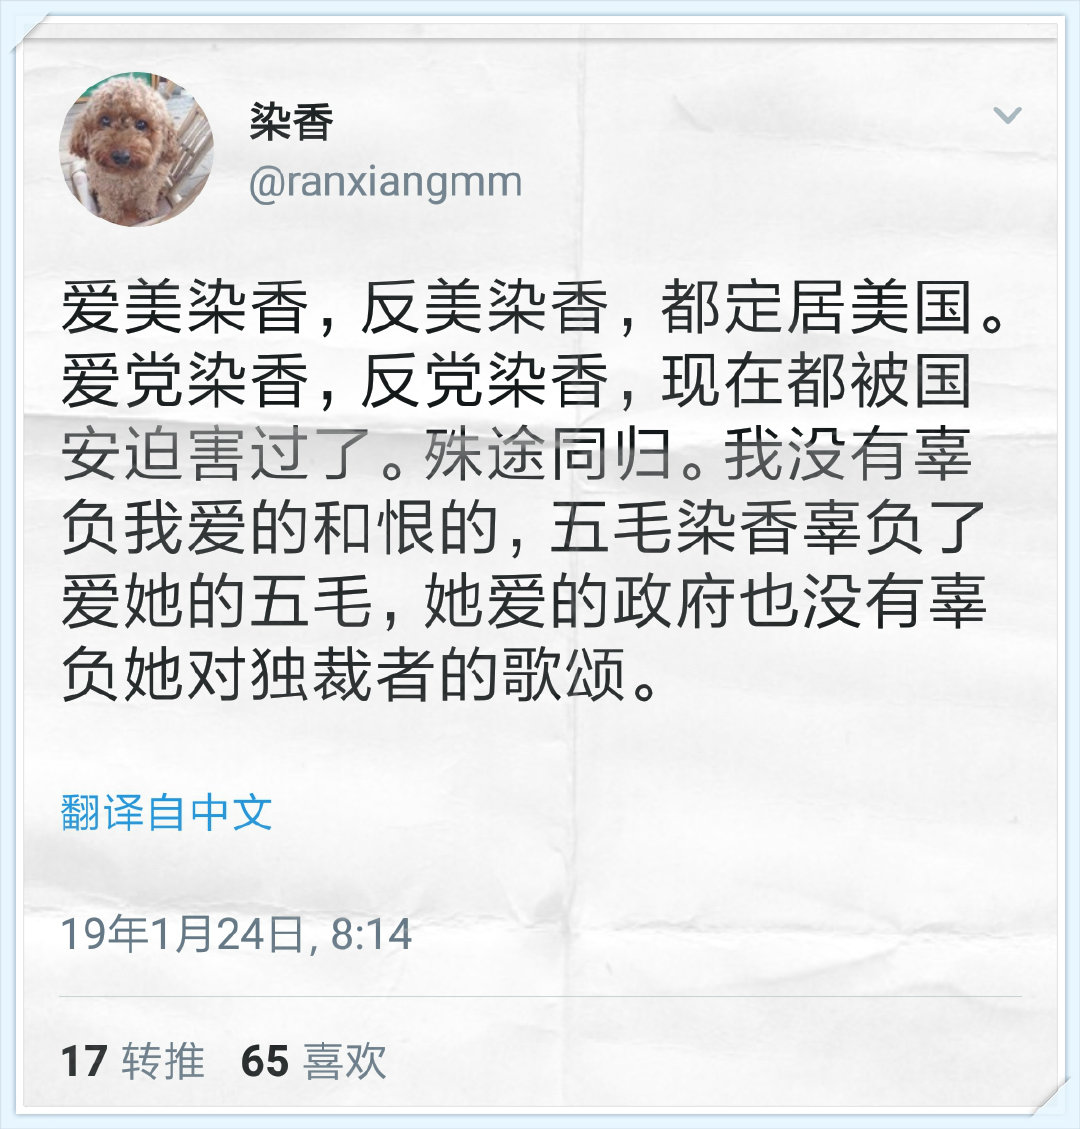 染香
@ranxiangmm
爱美染香，反美染香，都定居美国。
爱党染香，反党染香，现在都被国
安迫害过了。殊途同归。我没有辜
负我爱的和恨的，五毛染香辜负了
爱她的五毛，她爱的政府也没有辜
负她对独裁者的歌颂。
翻译自中文
19年1月24日, 8:14
17 转推 65 喜欢